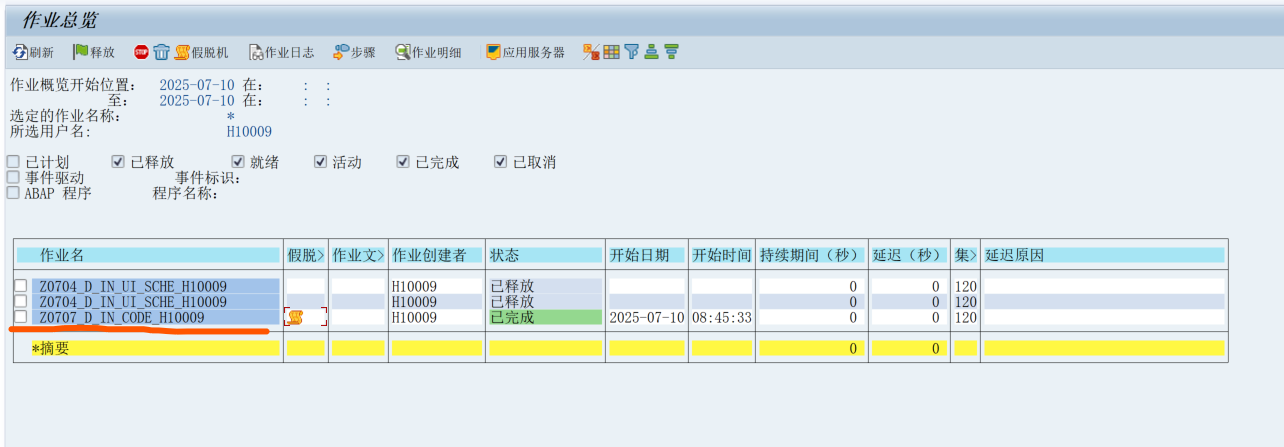 作业总览
刷新 释放 STOP 假脱机 作业日志 步骤 作业明细 应用服务器
作业概览开始位置: 2025-07-10 在: : :
至: 2025-07-10 在: : :
选定的作业名称: *
所选用户名: H10009
已计划 已释放 就绪 活动 已完成 已取消
事件驱动 事件标识:
ABAP 程序 程序名称:
作业名 假脱> 作业文> 作业创建者 状态 开始日期 开始时间 持续期间（秒） 延迟（秒） 集> 延迟原因
Z0704_D_IN_UI_SCHE_H10009 H10009 已释放 0 0 120
Z0704_D_IN_UI_SCHE_H10009 H10009 已释放 0 0 120
Z0707_D_IN_CODE_H10009 H10009 已完成 2025-07-10 08:45:33 0 0 120
*摘要 0 0